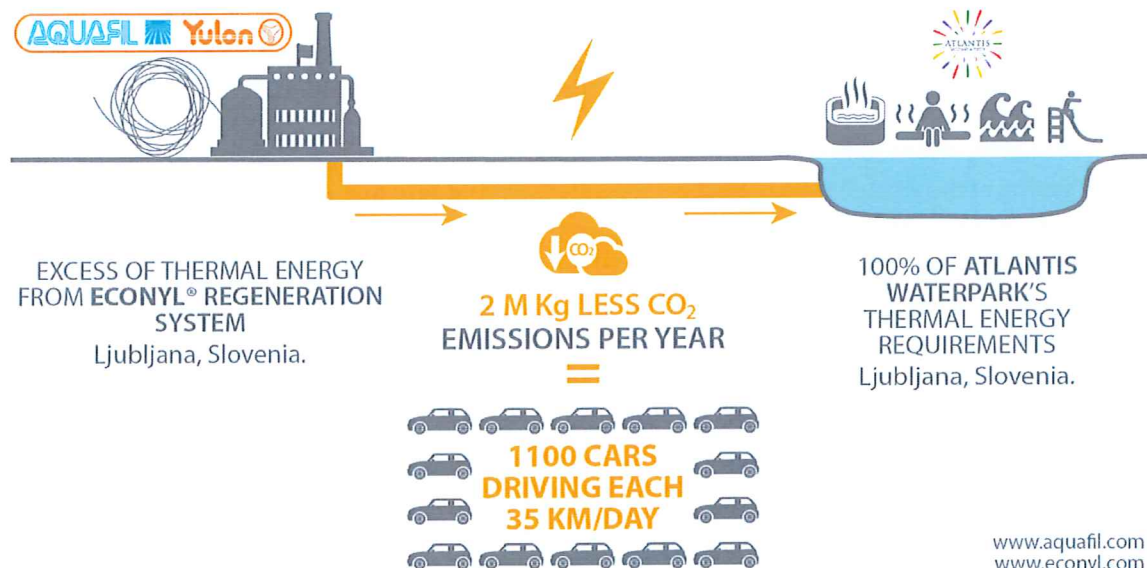 AQUAFIL Yulon
ATLANTIS
EXCESS OF THERMAL ENERGY
FROM ECONYL® REGENERATION
SYSTEM
Ljubljana, Slovenia.
CO₂
2 M Kg LESS CO₂
EMISSIONS PER YEAR
=
1100 CARS
DRIVING EACH
35 KM/DAY
100% OF ATLANTIS
WATERPARK'S
THERMAL ENERGY
REQUIREMENTS
Ljubljana, Slovenia.
www.aquafil.com
www.econyl.com